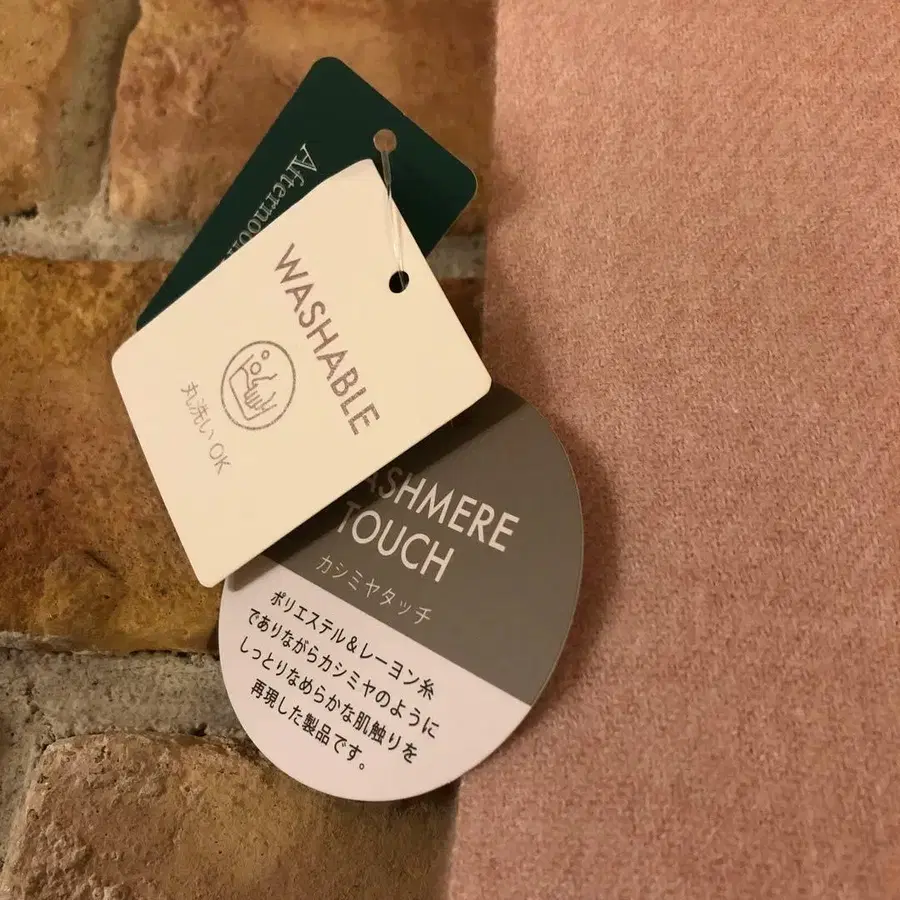 Afternoon
WASHABLE
丸洗いOK
CASHMERE
TOUCH
カシミヤタッチ
ポリエステル&レーヨン糸
でありながらカシミヤのように
しっとりなめらかな肌触りを
再現した製品です。